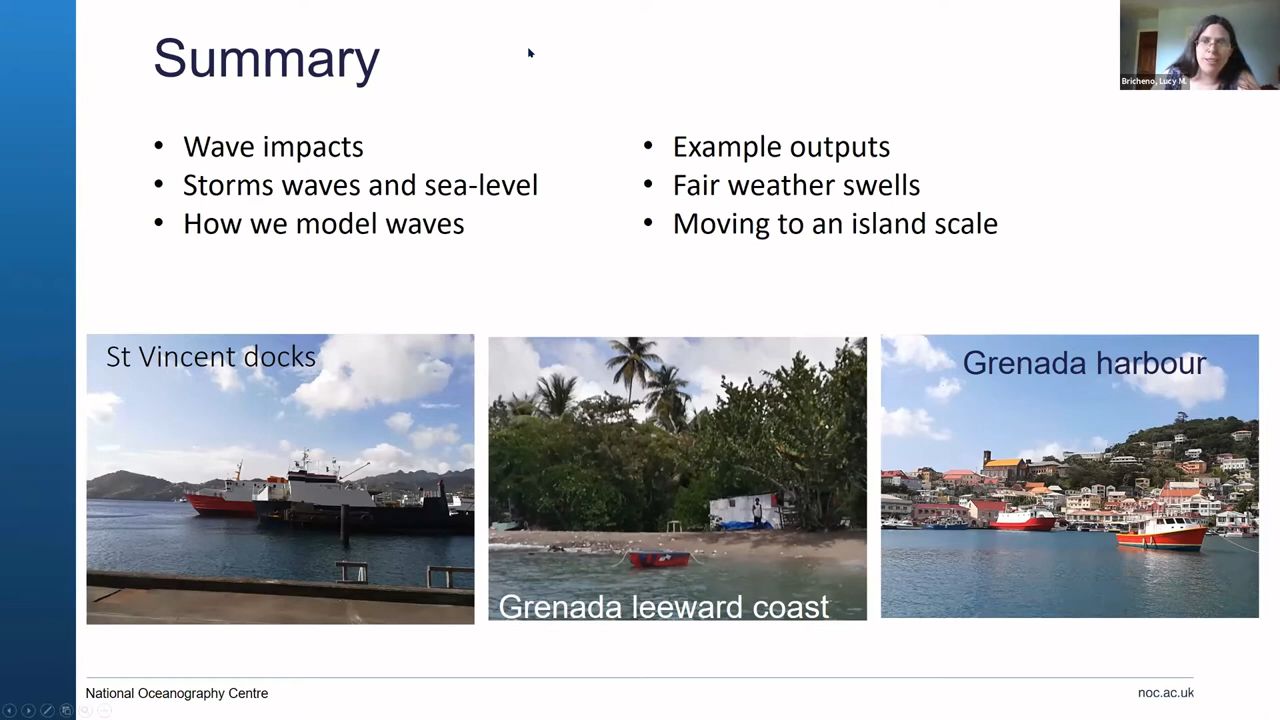 Summary
Bricheno, Lucy M.
• Wave impacts
• Storms waves and sea-level
• How we model waves
• Example outputs
• Fair weather swells
• Moving to an island scale
St Vincent docks
Grenada leeward coast
Grenada harbour
National Oceanography Centre
noc.ac.uk